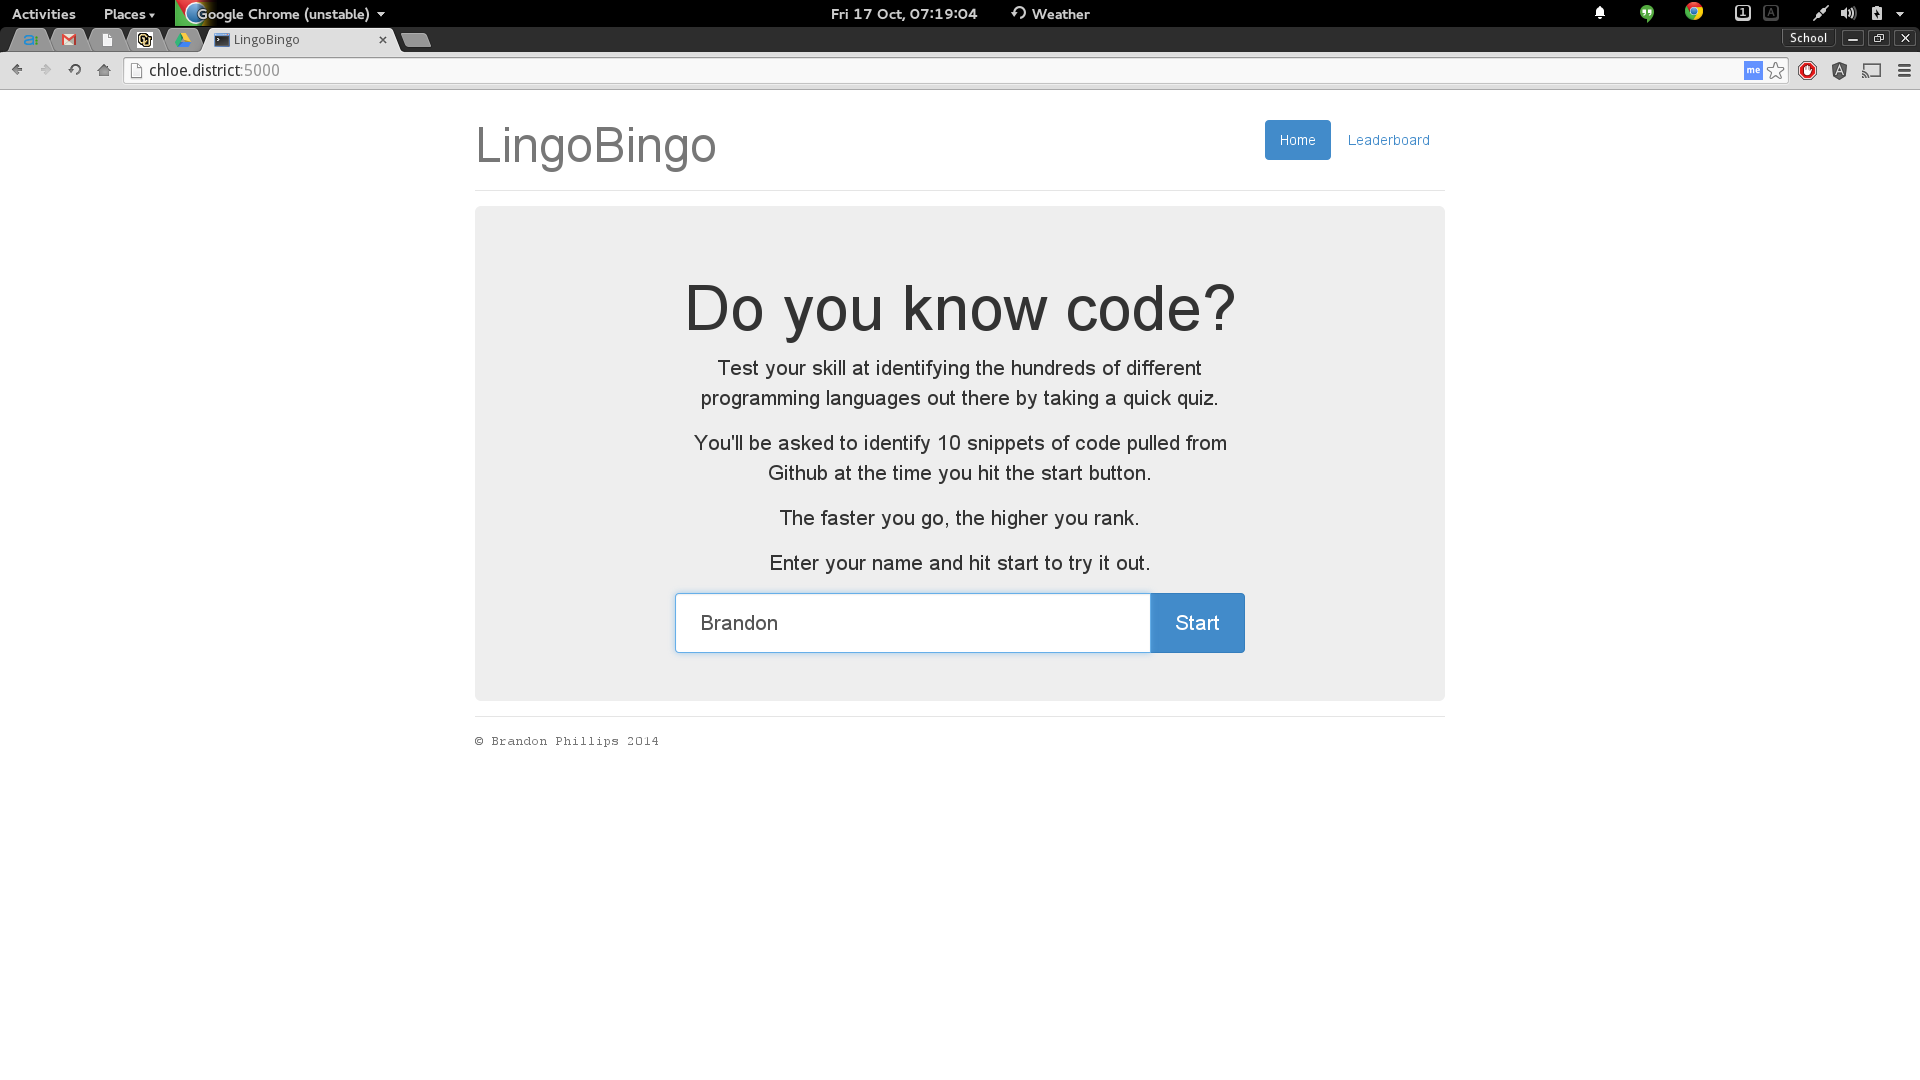 Activities Places Google Chrome (unstable) Fri 17 Oct, 07:19:04 Weather 1 A
LingoBingo School
chloe.district:5000 me
LingoBingo Home Leaderboard
Do you know code?
Test your skill at identifying the hundreds of different
programming languages out there by taking a quick quiz.
You'll be asked to identify 10 snippets of code pulled from
Github at the time you hit the start button.
The faster you go, the higher you rank.
Enter your name and hit start to try it out.
Brandon Start
© Brandon Phillips 2014